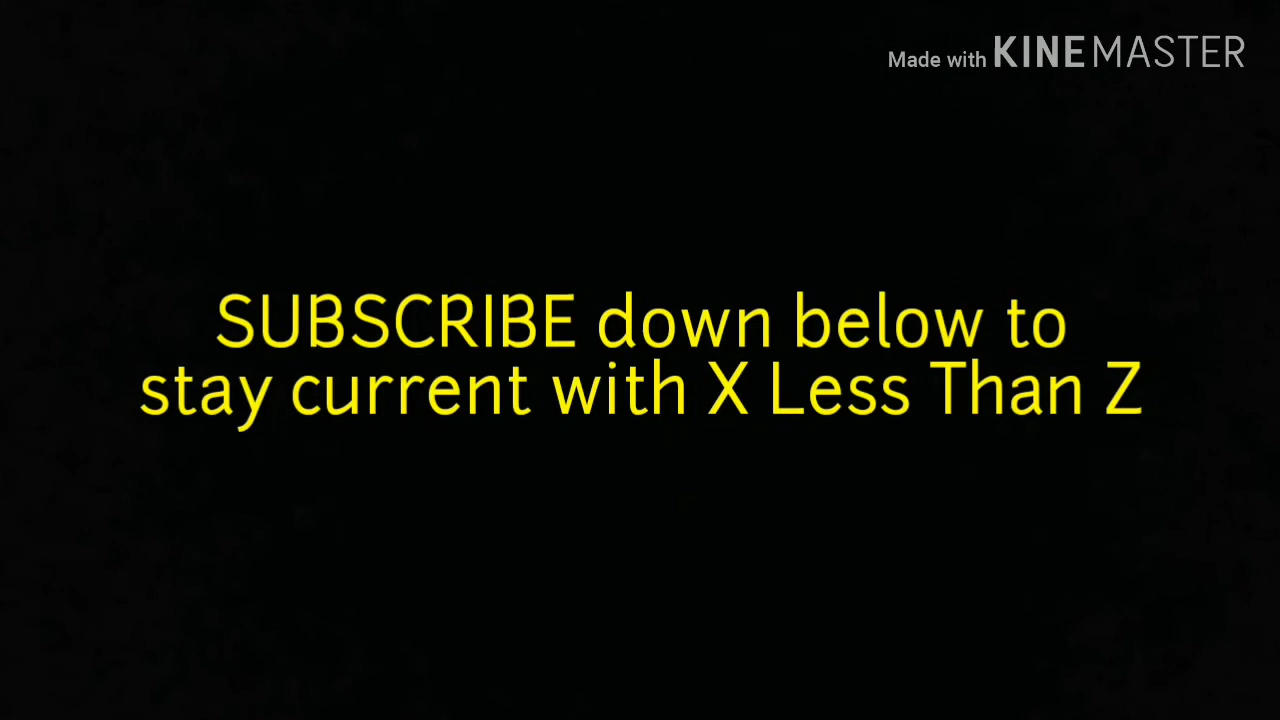 Made with KINEMASTER
SUBSCRIBE down below to
stay current with X Less Than Z